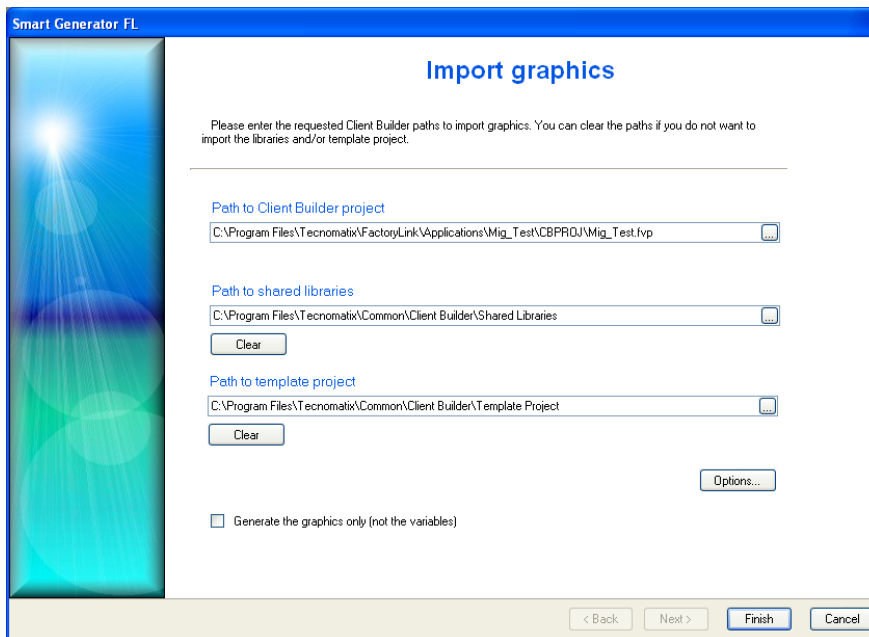 Smart Generator FL
Import graphics
Please enter the requested Client Builder paths to import graphics. You can clear the paths if you do not want to
import the libraries and/or template project.
Path to Client Builder project
C:\Program Files\Tecnomatix\FactoryLink\Applications\Mig_Test\CBPROJ\Mig_Test.fvp
...
Path to shared libraries
C:\Program Files\Tecnomatix\Common\Client Builder\Shared Libraries
...
Clear
Path to template project
C:\Program Files\Tecnomatix\Common\Client Builder\Template Project
...
Clear
Options...
Generate the graphics only (not the variables)
< Back Next > Finish Cancel